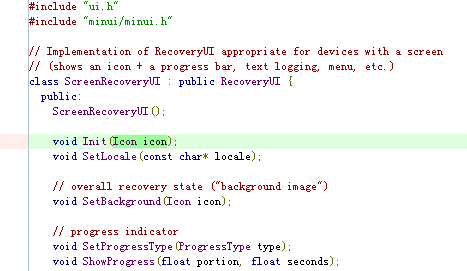 #include "ui.h"
#include "minui/minui.h"
// Implementation of RecoveryUI appropriate for devices with a screen
// (shows an icon + a progress bar, text logging, menu, etc.)
class ScreenRecoveryUI : public RecoveryUI {
public:
ScreenRecoveryUI();
void Init(Icon icon);
void SetLocale(const char* locale);
// overall recovery state ("background image")
void SetBackground(Icon icon);
// progress indicator
void SetProgressType(ProgressType type);
void ShowProgress(float portion, float seconds);